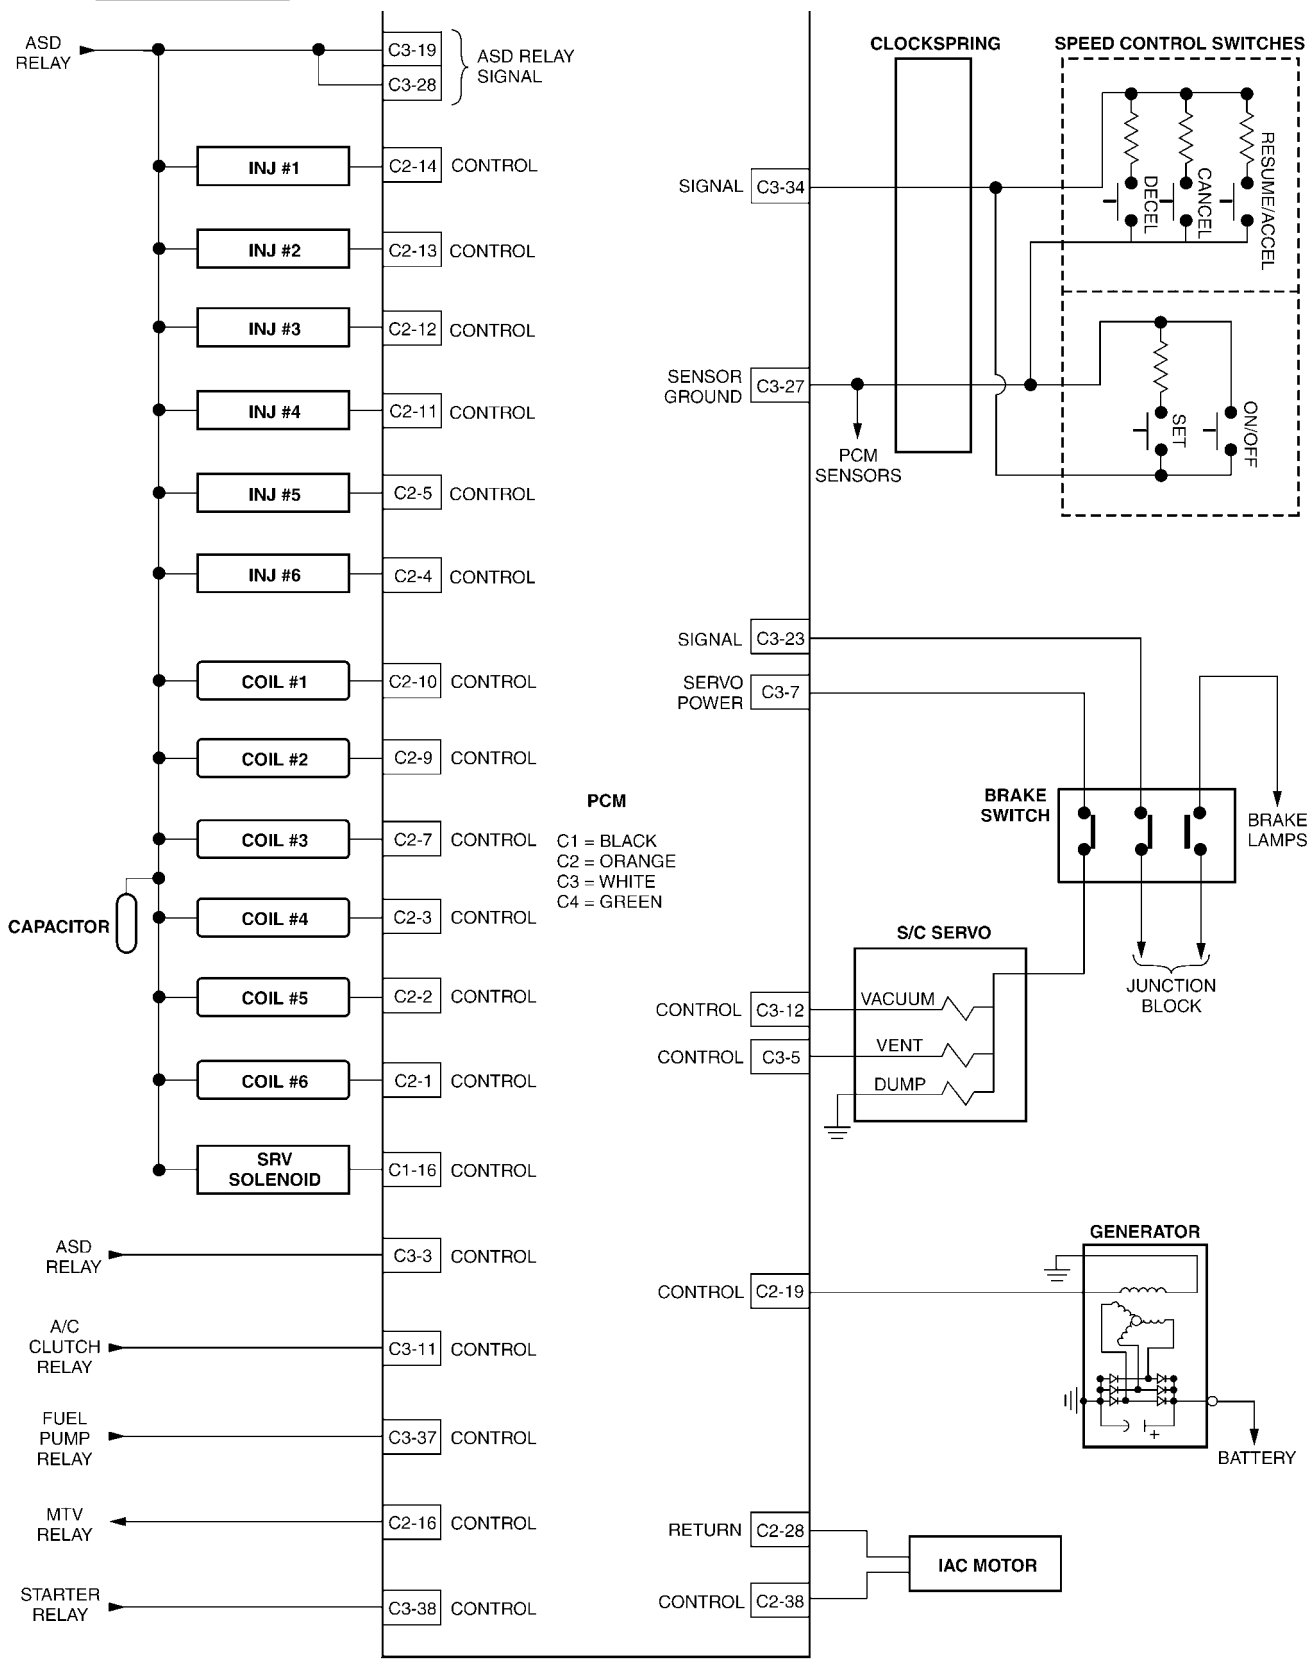 ASD
RELAY
C3-19
C3-28
ASD RELAY
SIGNAL
INJ #1
C2-14
CONTROL
INJ #2
C2-13
CONTROL
INJ #3
C2-12
CONTROL
INJ #4
C2-11
CONTROL
INJ #5
C2-5
CONTROL
INJ #6
C2-4
CONTROL
COIL #1
C2-10
CONTROL
COIL #2
C2-9
CONTROL
COIL #3
C2-7
CONTROL
CAPACITOR
COIL #4
C2-3
CONTROL
COIL #5
C2-2
CONTROL
COIL #6
C2-1
CONTROL
SRV
SOLENOID
C1-16
CONTROL
ASD
RELAY
C3-3
CONTROL
A/C
CLUTCH
RELAY
C3-11
CONTROL
FUEL
PUMP
RELAY
C3-37
CONTROL
MTV
RELAY
C2-16
CONTROL
STARTER
RELAY
C3-38
CONTROL
PCM
C1 = BLACK
C2 = ORANGE
C3 = WHITE
C4 = GREEN
CLOCKSPRING
SPEED CONTROL SWITCHES
SIGNAL
C3-34
DECEL
CANCEL
RESUME/ACCEL
SENSOR
GROUND
C3-27
PCM
SENSORS
SET
ON/OFF
SIGNAL
C3-23
SERVO
POWER
C3-7
BRAKE
SWITCH
BRAKE
LAMPS
JUNCTION
BLOCK
S/C SERVO
CONTROL
C3-12
VACUUM
CONTROL
C3-5
VENT
DUMP
GENERATOR
CONTROL
C2-19
+
BATTERY
RETURN
C2-28
IAC MOTOR
CONTROL
C2-38